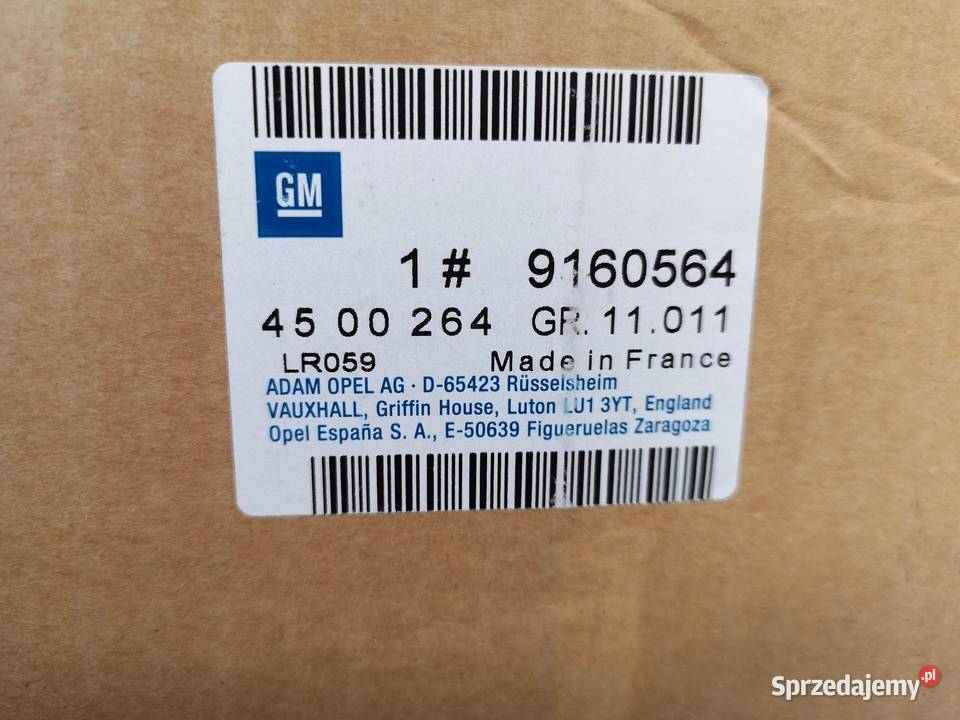 GM
1 # 9160564
45 00 264 GR. 11.011
LR059 Made in France
ADAM OPEL AG · D-65423 Rüsselsheim
VAUXHALL, Griffin House, Luton LU1 3YT, England
Opel España S. A., E-50639 Figueruelas Zaragoza
Sprzedajemy.pl